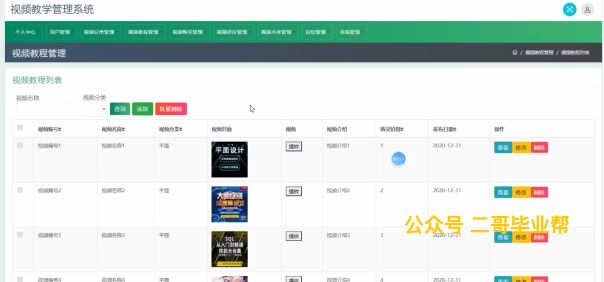 视频教学管理系统
个人中心 用户管理 视频分类管理 视频教程管理 视频购买管理 视频评价管理 视频共享管理 论坛管理 系统管理
视频教程管理 / 视频教程管理 / 视频教程列表
视频教程列表
视频名称 视频分类
查询 添加 批量删除
视频编号 视频名称 视频分类 视频封面 视频 视频介绍 购买价格 发布日期 操作
视频编号1 视频名称1 平面 平面设计 播放 视频介绍1 1 2020-12-31 查看 修改 删除
视频编号2 视频名称2 平面 播放 视频介绍2 2 2020-12-31 查看 修改 删除
公众号 二哥毕业帮
视频编号3 视频名称3 平面 SQL 从入门到精通 播放 视频介绍3 3 2020-12-31 查看 修改 删除
视频编号4 视频名称4 平面 播放 视频介绍4 4 2020-12-31 查看 修改 删除